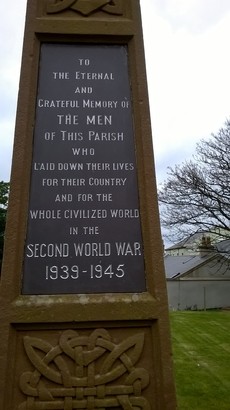 TO
THE ETERNAL
AND
GRATEFUL MEMORY OF
THE MEN
OF THIS PARISH
WHO
LAID DOWN THEIR LIVES
FOR THEIR COUNTRY
AND FOR THE
WHOLE CIVILIZED WORLD
IN THE
SECOND WORLD WAR
1939-1945